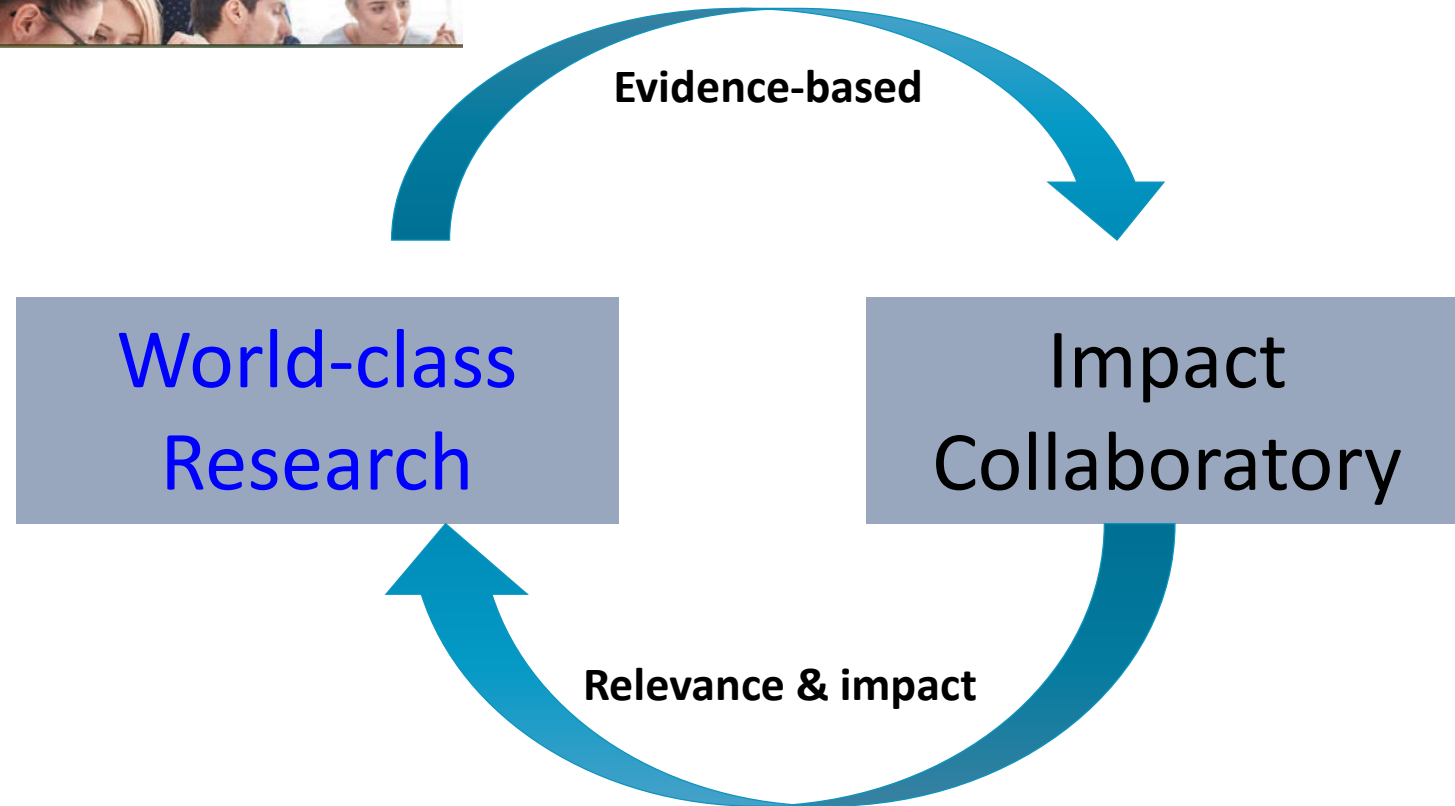 Evidence-based
World-class
Research
Impact
Collaboratory
Relevance & impact